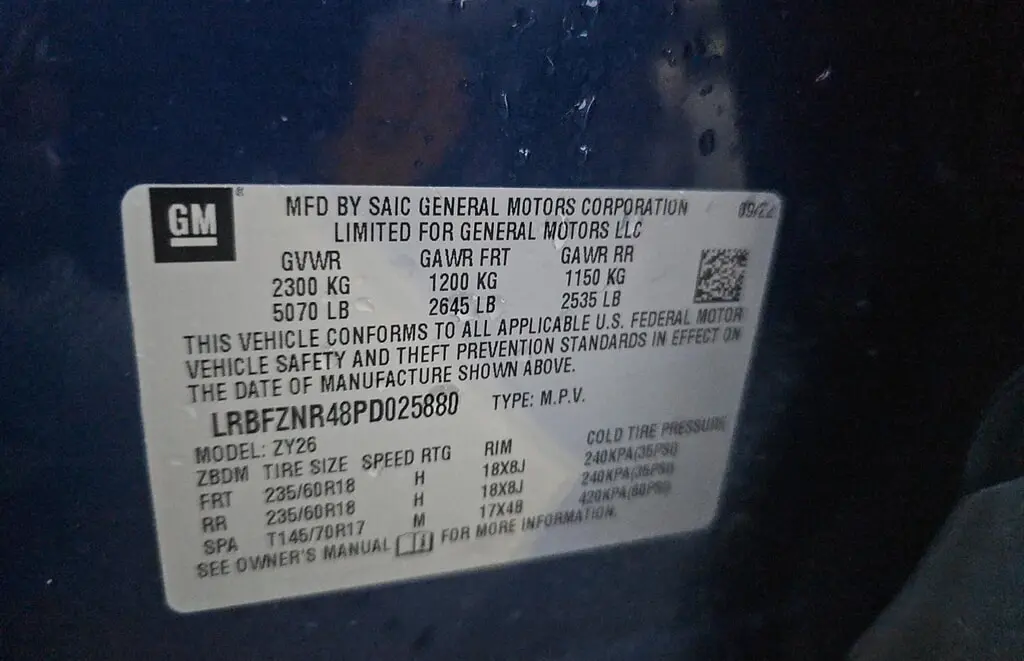 GM ® MFD BY SAIC GENERAL MOTORS CORPORATION 09/22
LIMITED FOR GENERAL MOTORS LLC
GVWR GAWR FRT GAWR RR
2300 KG 1200 KG 1150 KG
5070 LB 2645 LB 2535 LB
THIS VEHICLE CONFORMS TO ALL APPLICABLE U.S. FEDERAL MOTOR
VEHICLE SAFETY AND THEFT PREVENTION STANDARDS IN EFFECT ON
THE DATE OF MANUFACTURE SHOWN ABOVE.
LRBFZNR48PD025880 TYPE: M.P.V.
MODEL: ZY26
ZBDM TIRE SIZE SPEED RTG RIM COLD TIRE PRESSURE
FRT 235/60R18 H 18X8J 240KPA(35PSI)
RR 235/60R18 H 18X8J 240KPA(35PSI)
SPA T145/70R17 M 17X4B 420KPA(60PSI)
SEE OWNER'S MANUAL FOR MORE INFORMATION.